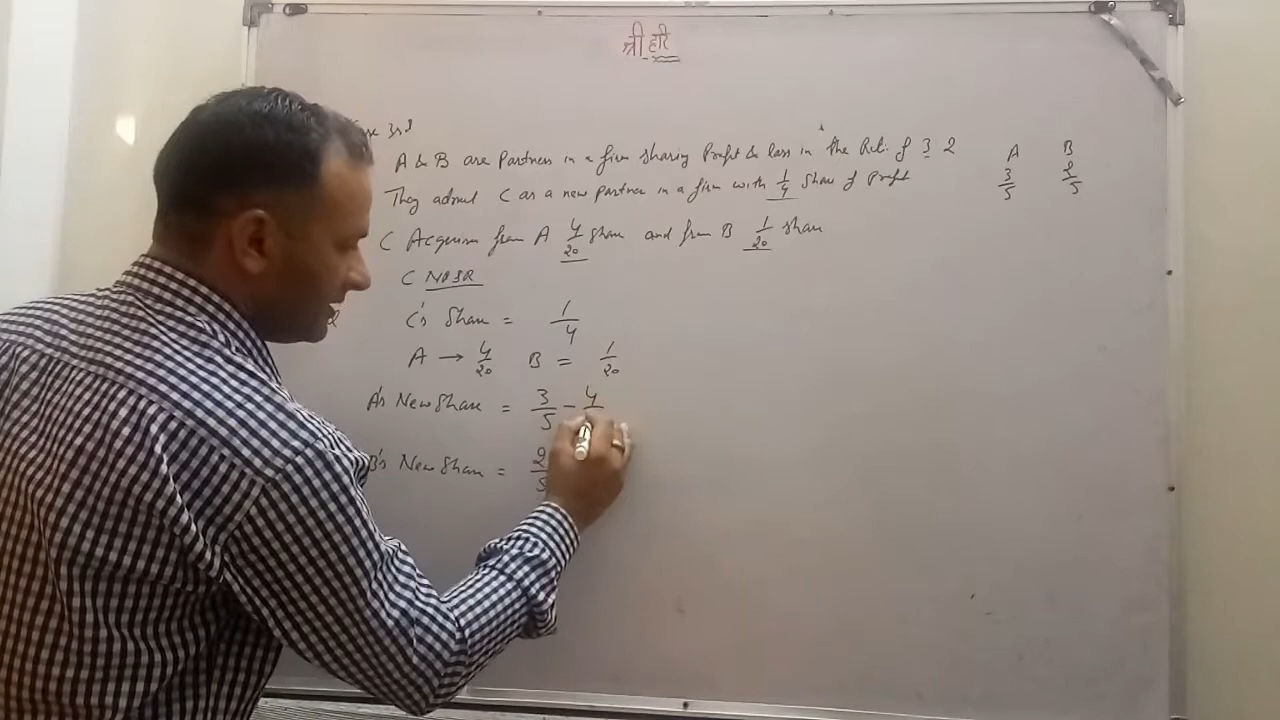 श्री हरि
3rd
A & B are Partners in a firm sharing Profit & loss in the Rat. of 3 2
They admit C as a new partner in a firm with 1/4 Share of Profit
C Acquires from A 4/20 share and from B 1/20 share
C NPSR
C's Share = 1/4
A → 4/20 B = 1/20
A's New Share = 3/5 - 4
B's New Share = 2/5
A B
3/5 2/5